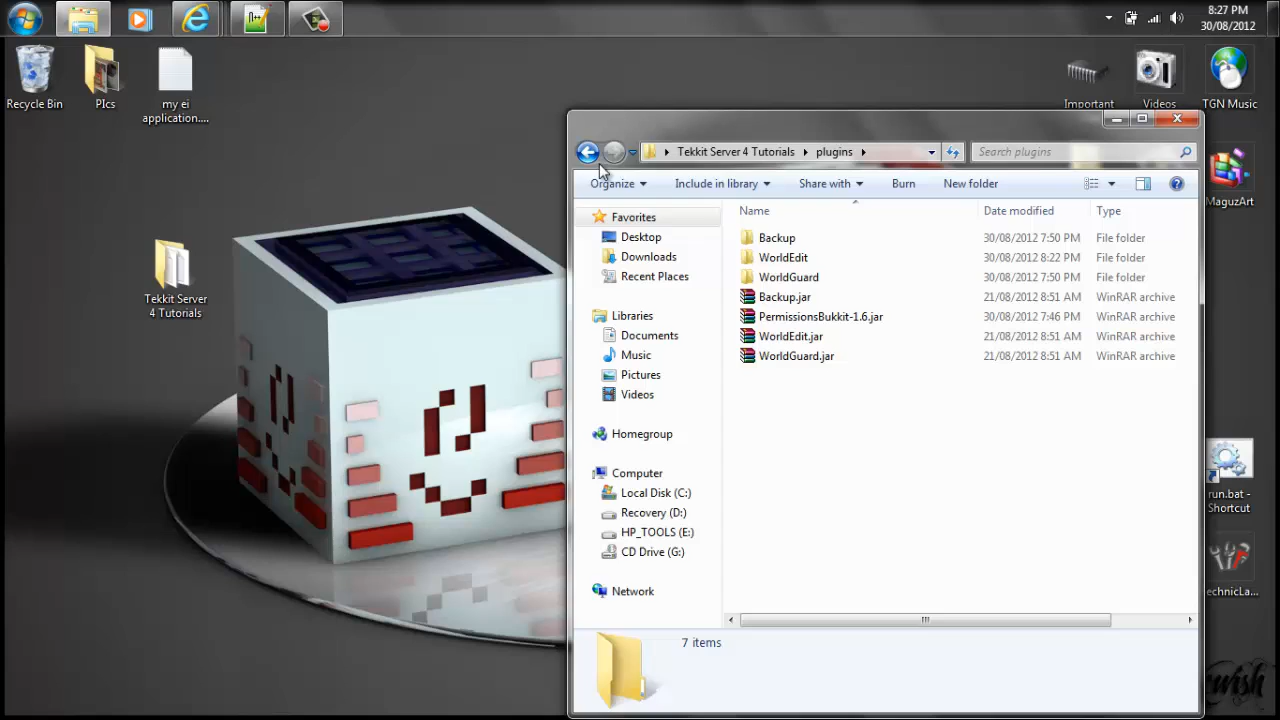 8:27 PM
30/08/2012
Recycle Bin
PIcs
my ei
application....
Important
Videos
TGN Music
Tekkit Server
4 Tutorials
MaguzArt
run.bat -
Shortcut
echnicLa...
Tekkit Server 4 Tutorials
plugins
Search plugins
Organize
Include in library
Share with
Burn
New folder
Favorites
Desktop
Downloads
Recent Places
Libraries
Documents
Music
Pictures
Videos
Homegroup
Computer
Local Disk (C:)
Recovery (D:)
HP_TOOLS (E:)
CD Drive (G:)
Network
Name Date modified Type
Backup 30/08/2012 7:50 PM File folder
WorldEdit 30/08/2012 8:22 PM File folder
WorldGuard 30/08/2012 7:50 PM File folder
Backup.jar 21/08/2012 8:51 AM WinRAR archive
PermissionsBukkit-1.6.jar 30/08/2012 7:46 PM WinRAR archive
WorldEdit.jar 21/08/2012 8:51 AM WinRAR archive
WorldGuard.jar 21/08/2012 8:51 AM WinRAR archive
7 items